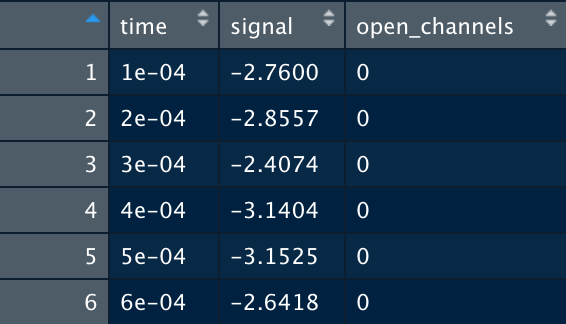 time signal open_channels
1 1e-04 -2.7600 0
2 2e-04 -2.8557 0
3 3e-04 -2.4074 0
4 4e-04 -3.1404 0
5 5e-04 -3.1525 0
6 6e-04 -2.6418 0